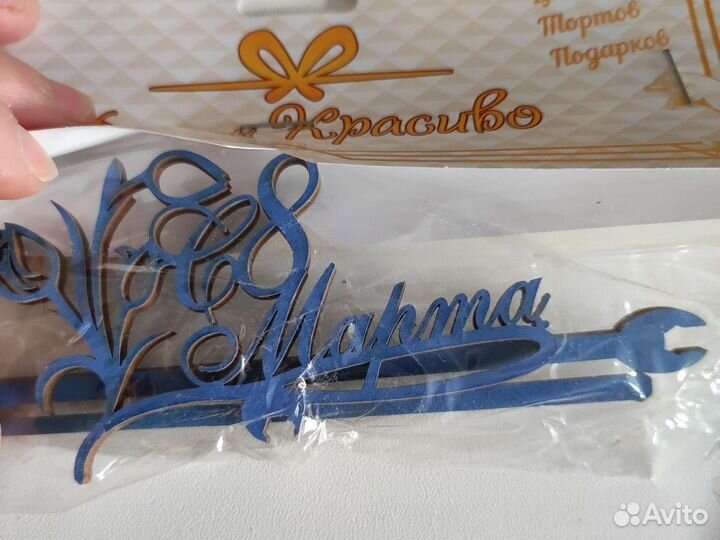 Тортов
Подарков
Красиво
С 8
Марта
Avito